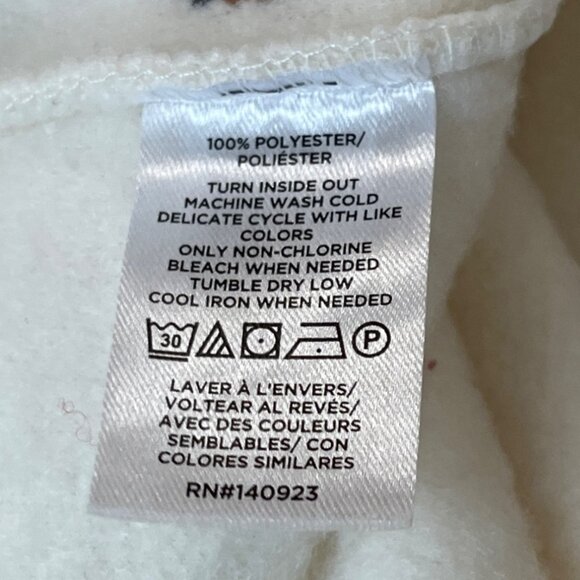 100% POLYESTER/
POLIÉSTER
TURN INSIDE OUT
MACHINE WASH COLD
DELICATE CYCLE WITH LIKE
COLORS
ONLY NON-CHLORINE
BLEACH WHEN NEEDED
TUMBLE DRY LOW
COOL IRON WHEN NEEDED
30 P
LAVER À L'ENVERS/
VOLTEAR AL REVÉS/
AVEC DES COULEURS
SEMBLABLES/ CON
COLORES SIMILARES
RN#140923